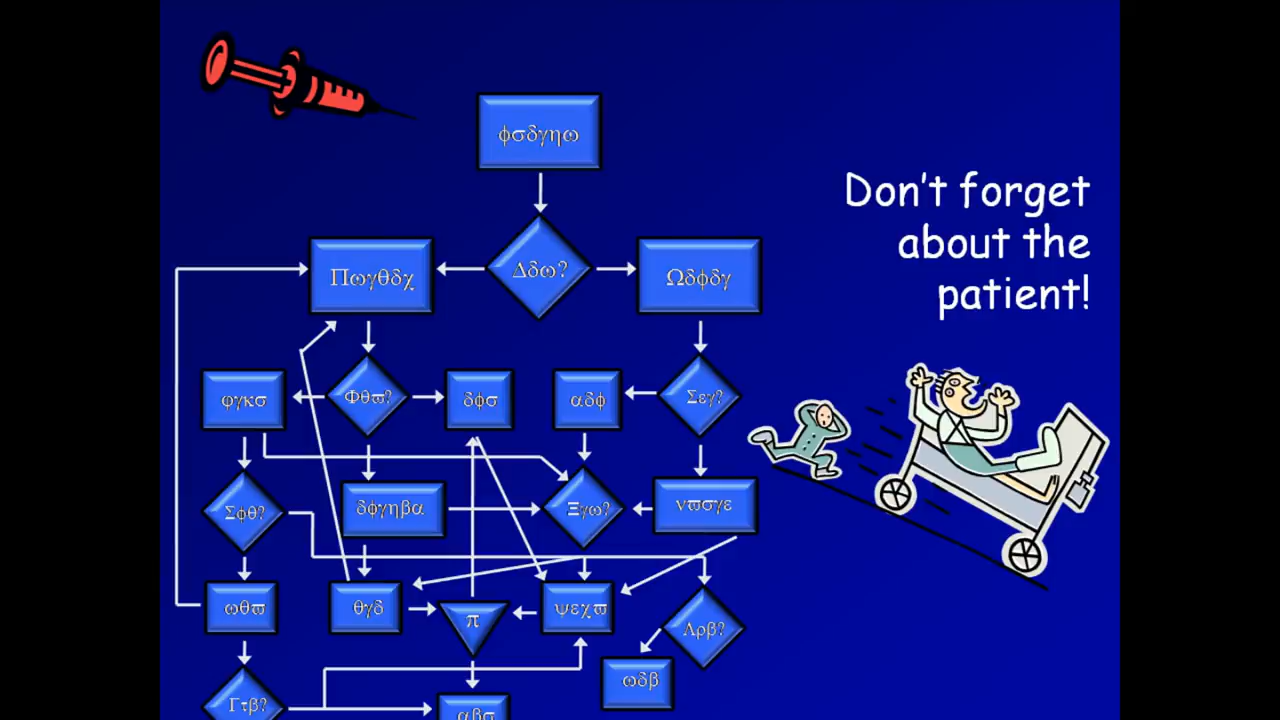 φσδγηω
Δδω?
Πωγθδχ
Ωδφδγ
Don't forget
about the
patient!
φγκσ
Φθϖ?
δφσ
αδφ
Σεγ?
Σφθ?
δφγηβα
Ξγω?
νϖσγε
ωθϖ
θγδ
π
ψεχϖ
Λρβ?
ωδβ
Γτβ?
αβσ